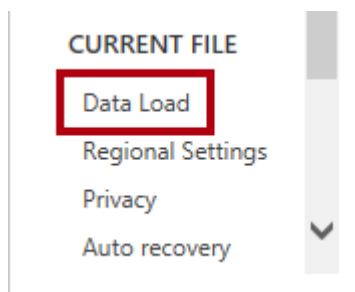 CURRENT FILE
Data Load
Regional Settings
Privacy
Auto recovery